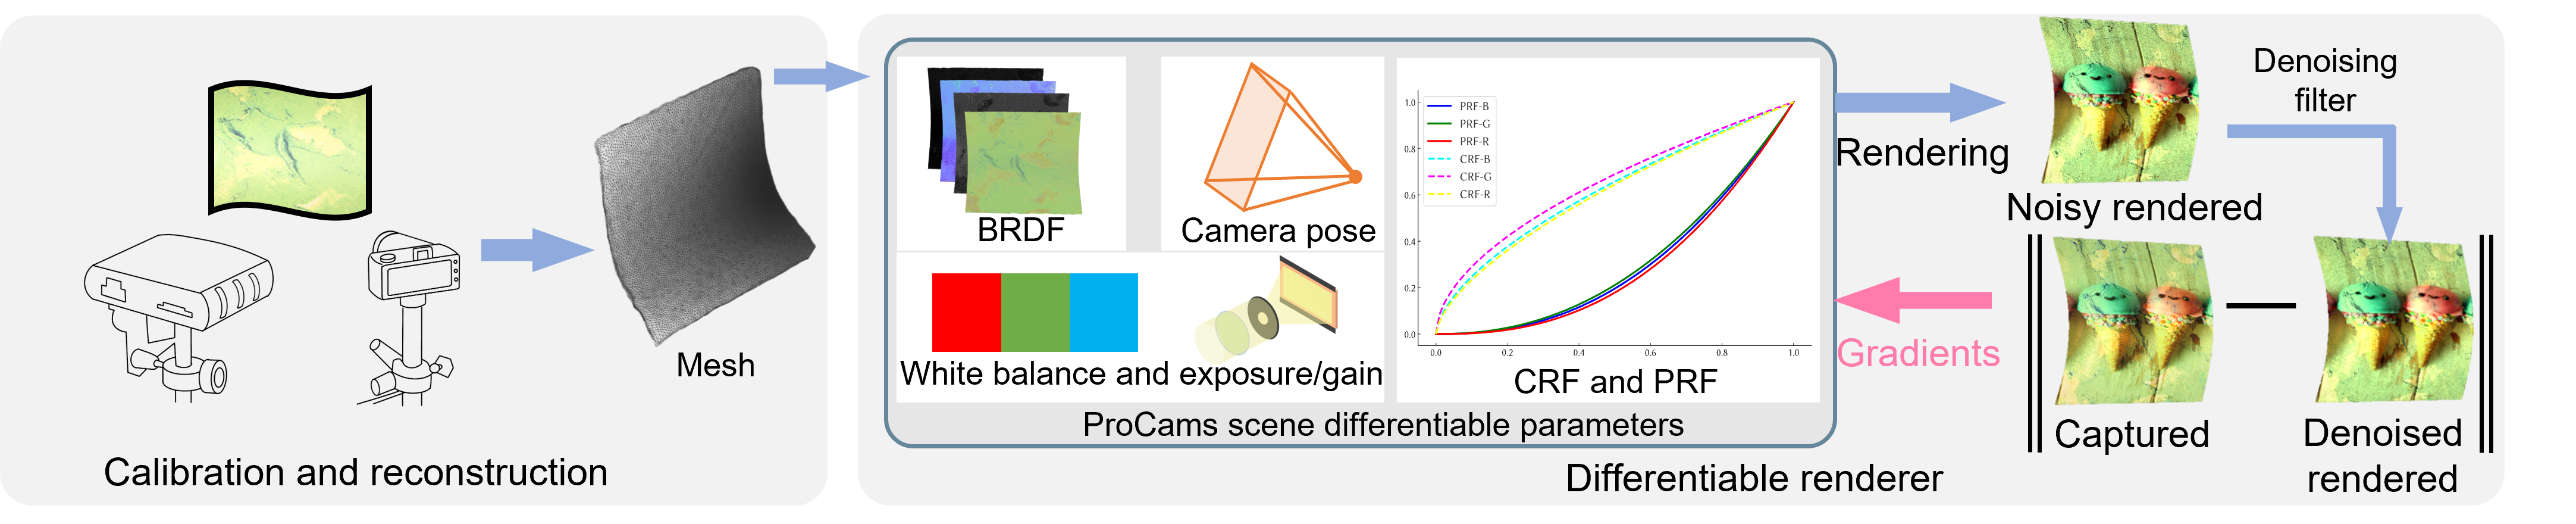 Mesh
Calibration and reconstruction
BRDF
Camera pose
White balance and exposure/gain
1.0
0.8
0.6
0.4
0.2
0.0
PRF-B
PRF-G
PRF-R
CRF-B
CRF-G
CRF-R
0.0 0.2 0.4 0.6 0.8 1.0
CRF and PRF
ProCams scene differentiable parameters
Rendering
Gradients
Noisy rendered
Denoising
filter
Captured
Denoised
rendered
Differentiable renderer